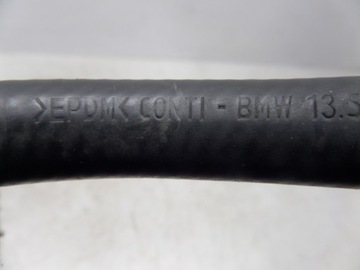 >EPDM< CONTI - BMW 13.